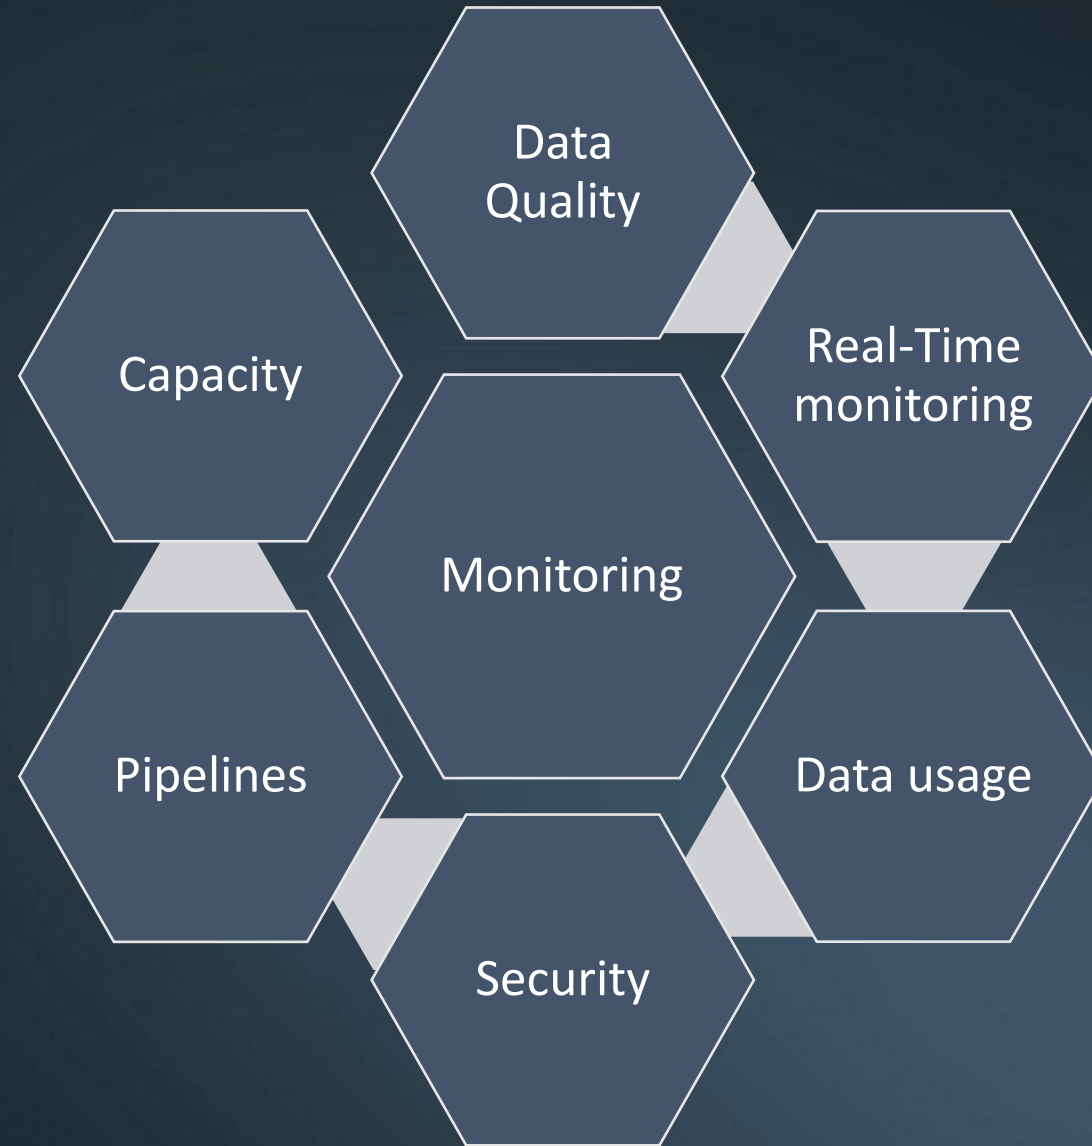 Data
Quality
Capacity
Real-Time
monitoring
Monitoring
Pipelines
Data usage
Security